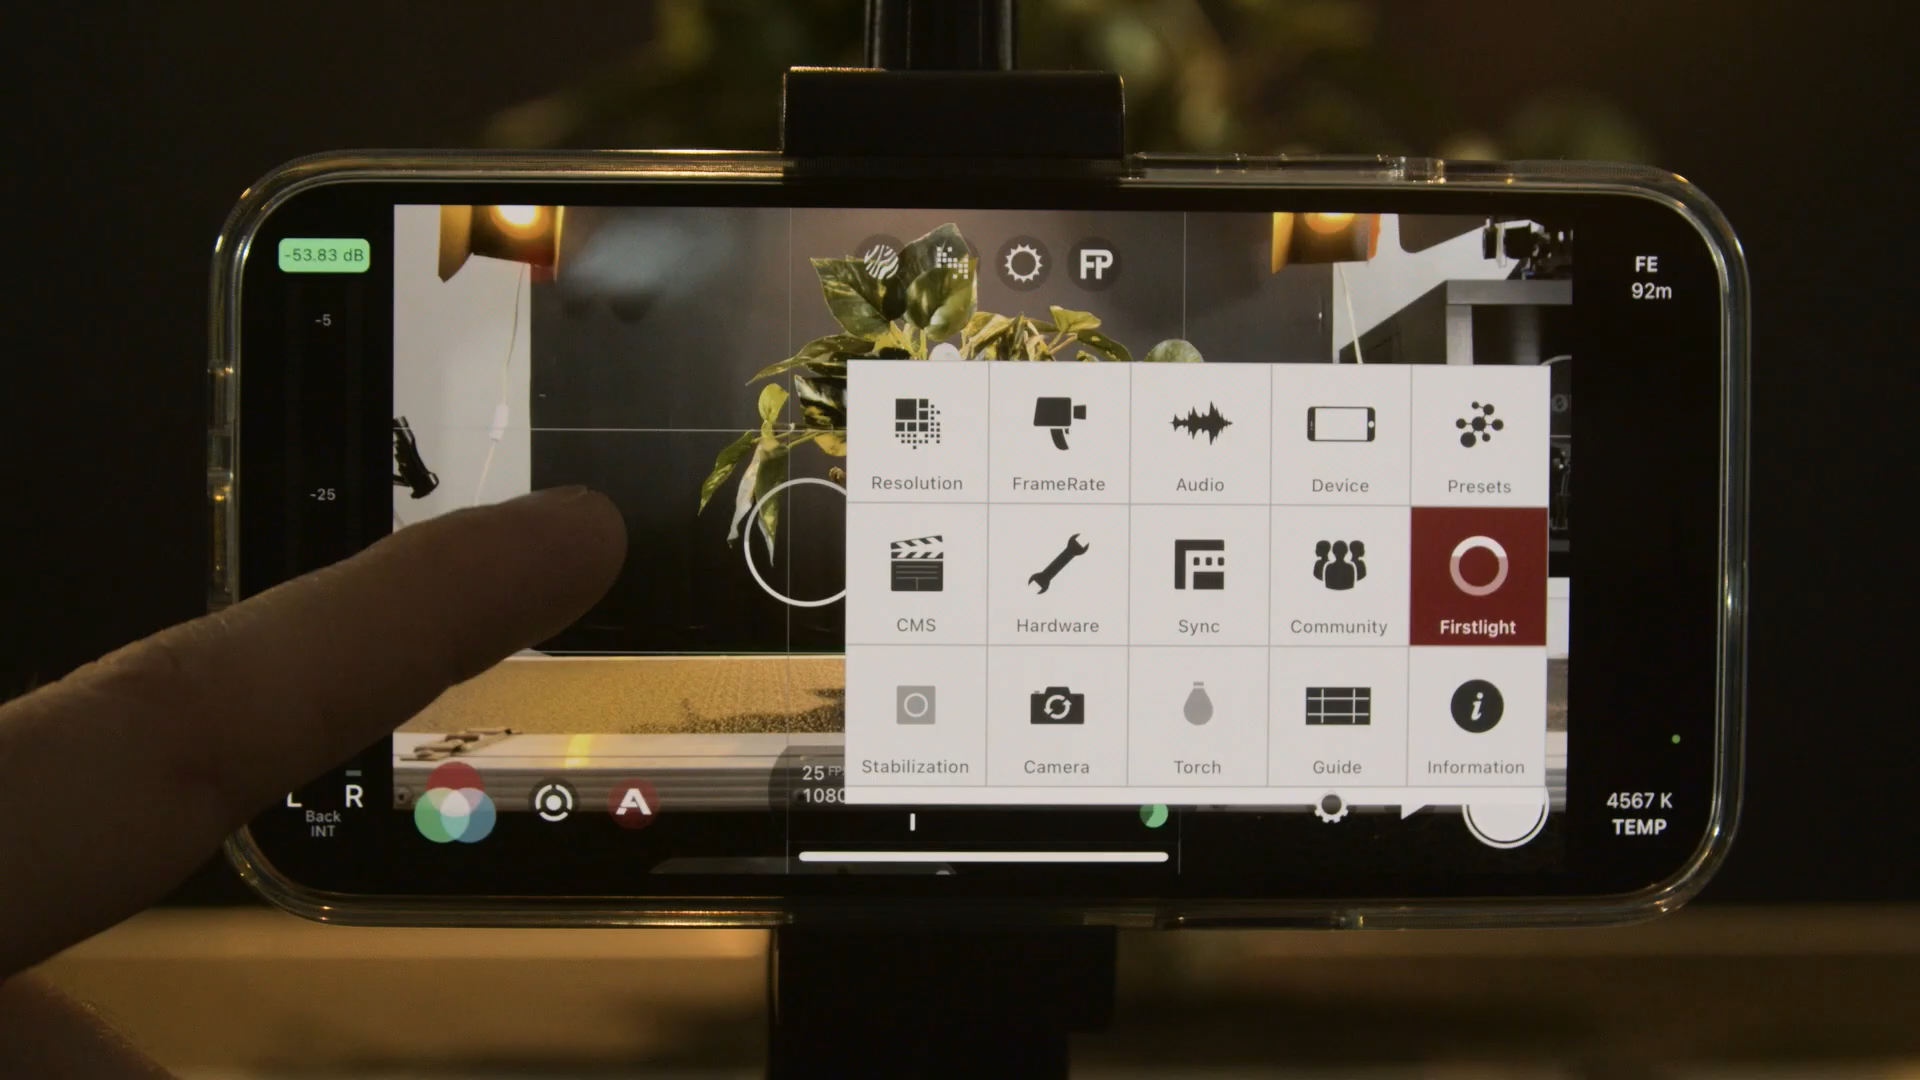 -53.83 dB
-5
-25
FP
FE
92m
Resolution
FrameRate
Audio
Device
Presets
CMS
Hardware
Sync
Community
Firstlight
Stabilization
Camera
Torch
Guide
Information
25 FPS
1080
L R
Back
INT
A
4567 K
TEMP